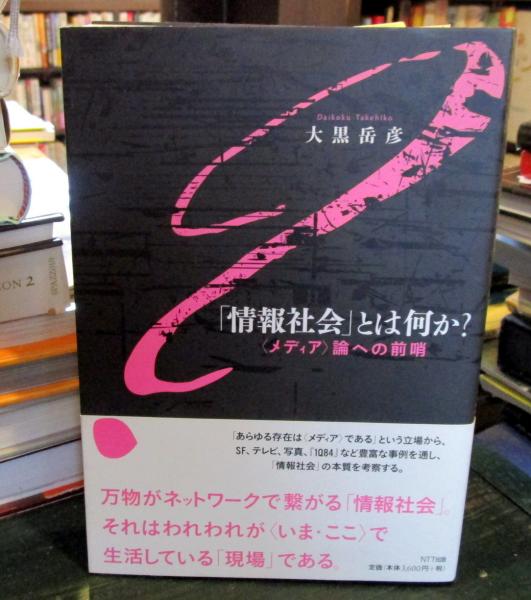 Daikoku Takehiko
大黒岳彦
「情報社会」とは何か?
〈メディア〉論への前哨
「あらゆる存在は〈メディア〉である」という立場から、
SF、テレビ、写真、『1Q84』など豊富な事例を通し、
「情報社会」の本質を考察する。
万物がネットワークで繋がる「情報社会」。
それはわれわれが〈いま・ここ〉で
生活している「現場」である。
NTT出版
定価(本体3,600円+税)
ON 2